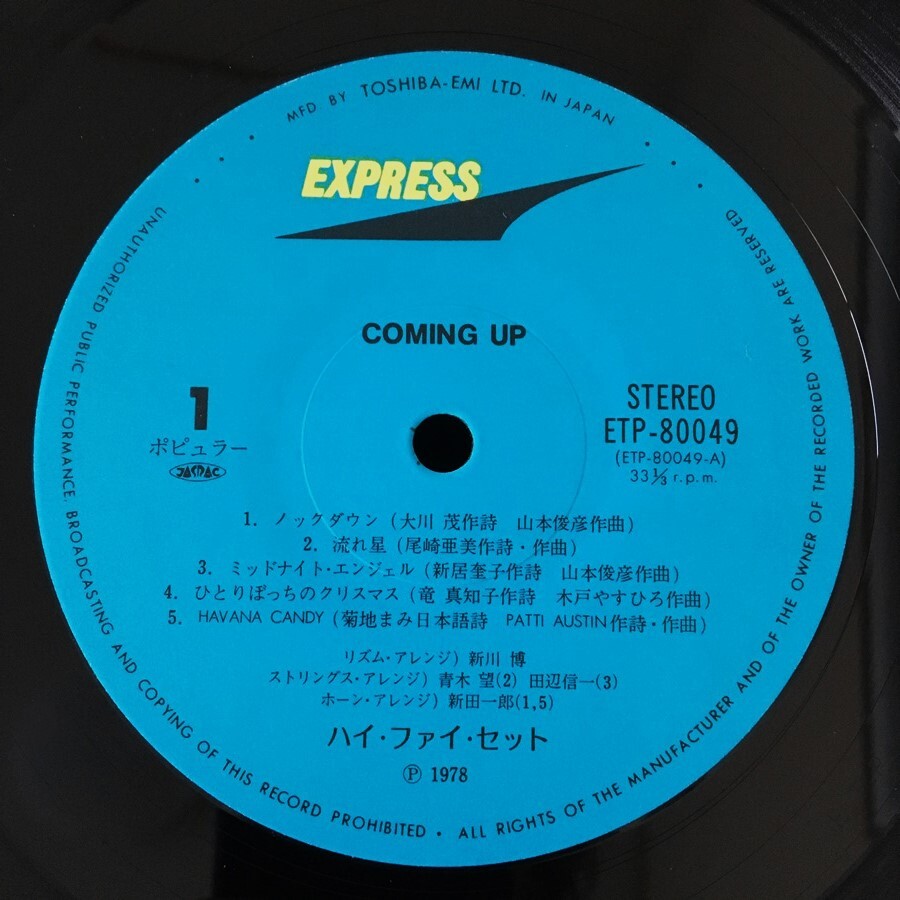 MFD BY TOSHIBA-EMI LTD. IN JAPAN
EXPRESS
COMING UP
1
ポピュラー
JASRAC
STEREO
ETP-80049
(ETP-80049-A)
33⅓ r.p.m.
1. ノックダウン (大川 茂作詩 山本俊彦作曲)
2. 流れ星 (尾崎亜美作詩・作曲)
3. ミッドナイト・エンジェル (新居奎子作詩 山本俊彦作曲)
4. ひとりぼっちのクリスマス (竜 真知子作詩 木戸やすひろ作曲)
5. HAVANA CANDY (菊地まみ日本語詩 PATTI AUSTIN作詩・作曲)
リズム・アレンジ) 新川 博
ストリングス・アレンジ) 青木 望(2) 田辺信一(3)
ホーン・アレンジ) 新田一郎(1,5)
ハイ・ファイ・セット
Ⓟ 1978
UNAUTHORIZED PUBLIC PERFORMANCE, BROADCASTING AND COPYING OF THIS RECORD PROHIBITED • ALL RIGHTS OF THE MANUFACTURER AND OF THE OWNER OF THE RECORDED WORK ARE RESERVED